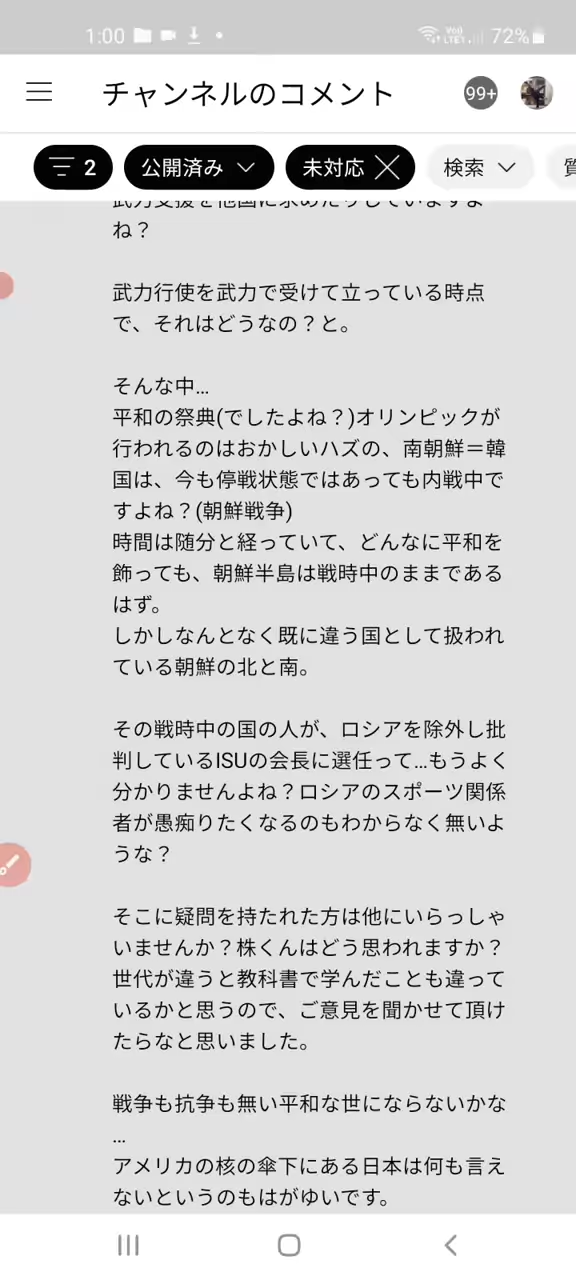 1:00
Vo)) LTE1 72%
チャンネルのコメント
99+
2 公開済み 未対応 検索
武力支援を他国に求めたりしていますよ
ね？
武力行使を武力で受けて立っている時点
で、それはどうなの？と。
そんな中…
平和の祭典(でしたよね？)オリンピックが
行われるのはおかしいハズの、南朝鮮＝韓
国は、今も停戦状態ではあっても内戦中で
すよね？(朝鮮戦争)
時間は随分と経っていて、どんなに平和を
飾っても、朝鮮半島は戦時中のままである
はず。
しかしなんとなく既に違う国として扱われ
ている朝鮮の北と南。
その戦時中の国の人が、ロシアを除外し批
判しているISUの会長に選任って…もうよく
分かりませんよね？ロシアのスポーツ関係
者が愚痴りたくなるのもわからなく無いよ
うな？
そこに疑問を持たれた方は他にいらっしゃ
いませんか？株くんはどう思われますか？
世代が違うと教科書で学んだことも違って
いるかと思うので、ご意見を聞かせて頂け
たらなと思いました。
戦争も抗争も無い平和な世にならないかな
…
アメリカの核の傘下にある日本は何も言え
ないというのもはがゆいです。